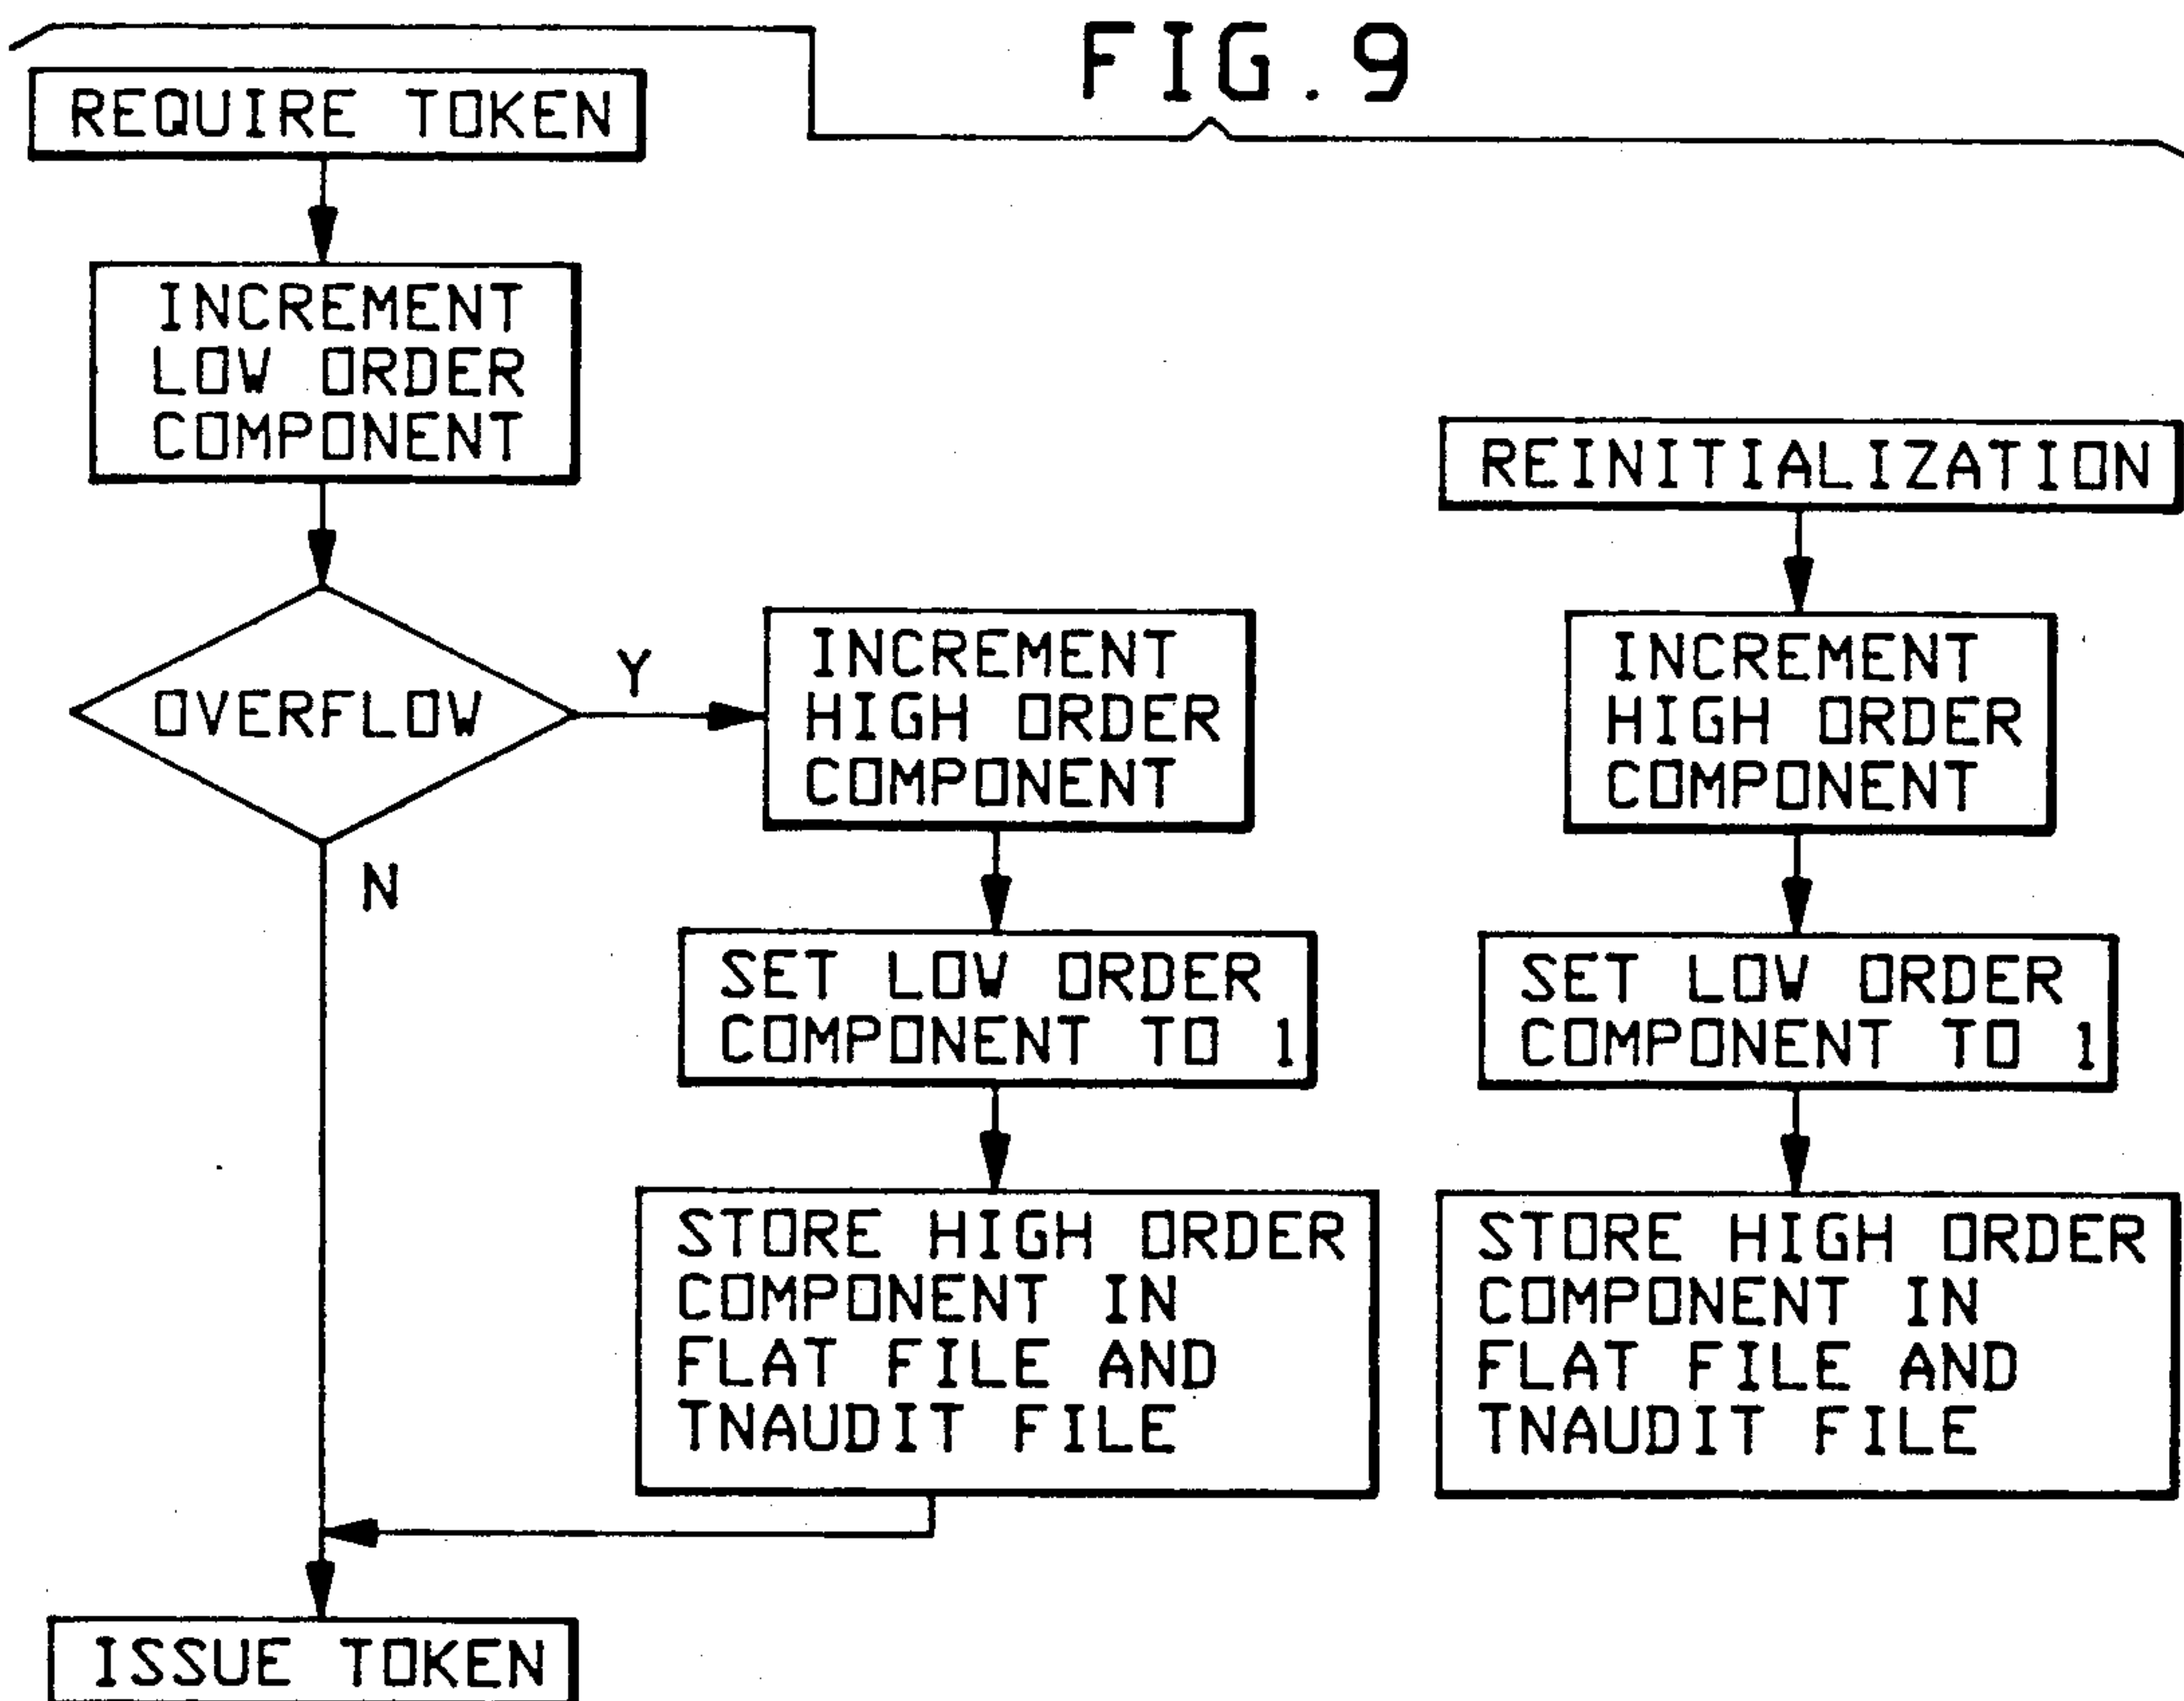 FIG. 9
REQUIRE TOKEN
INCREMENT
LOW ORDER
COMPONENT
OVERFLOW
Y
N
INCREMENT
HIGH ORDER
COMPONENT
SET LOW ORDER
COMPONENT TO 1
STORE HIGH ORDER
COMPONENT IN
FLAT FILE AND
TNAUDIT FILE
ISSUE TOKEN
REINITIALIZATION
INCREMENT
HIGH ORDER
COMPONENT
SET LOW ORDER
COMPONENT TO 1
STORE HIGH ORDER
COMPONENT IN
FLAT FILE AND
TNAUDIT FILE